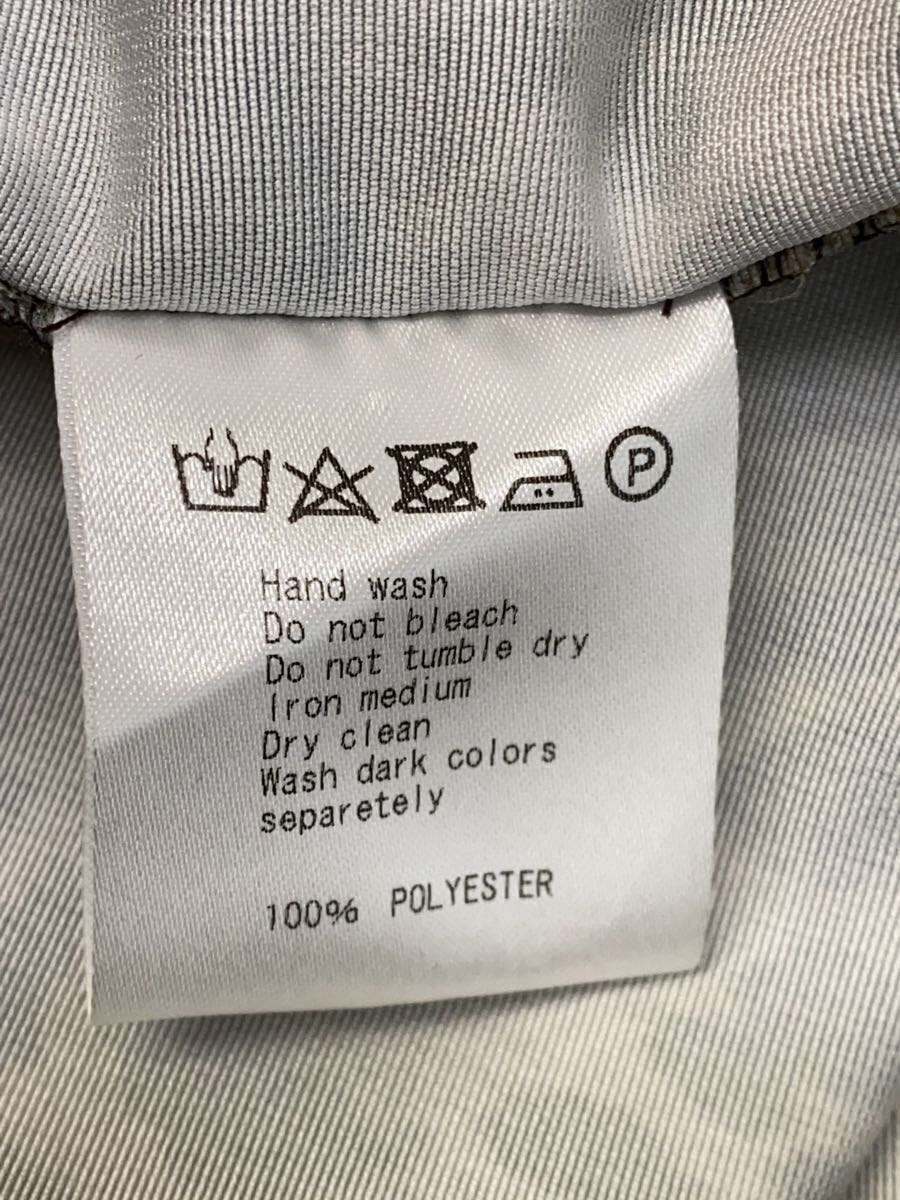 P
Hand wash
Do not bleach
Do not tumble dry
Iron medium
Dry clean
Wash dark colors
separetely
100% POLYESTER